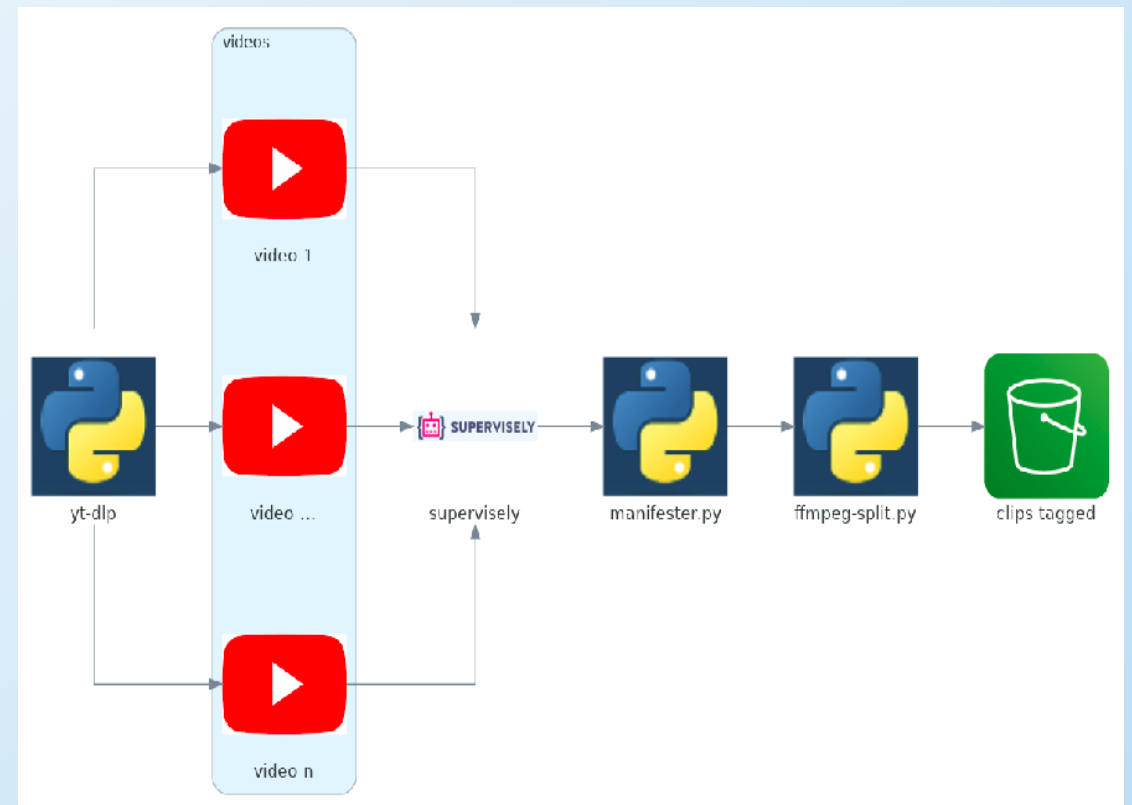 videos
video 1
SUPERVISELY
yt-dlp
video ...
supervisely
manifester.py
ffmpeg-split.py
clips tagged
video n